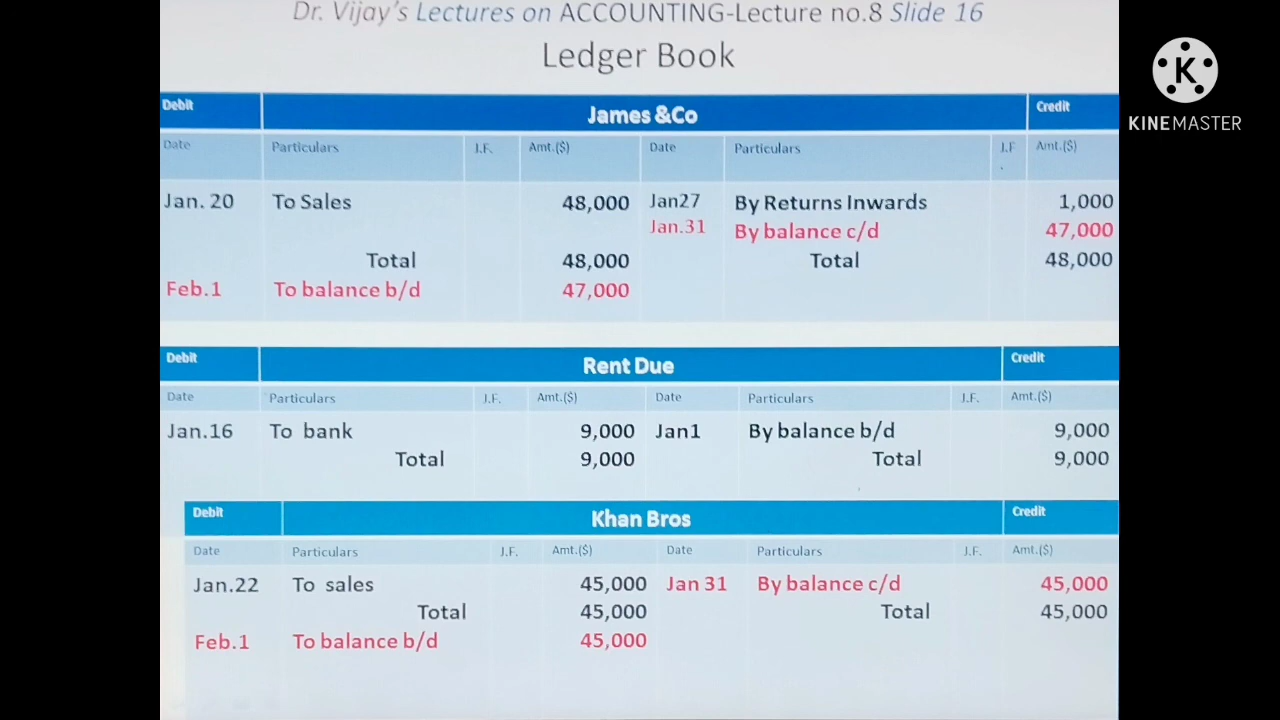 Dr. Vijay's Lectures on ACCOUNTING-Lecture no.8 Slide 16
Ledger Book
KINEMASTER
Debit James &Co Credit
Date Particulars J.F. Amt.($) Date Particulars J.F. Amt.($)
Jan. 20 To Sales 48,000 Jan27 By Returns Inwards 1,000
Jan.31 By balance c/d 47,000
Total 48,000 Total 48,000
Feb.1 To balance b/d 47,000
Debit Rent Due Credit
Date Particulars J.F. Amt.($) Date Particulars J.F. Amt.($)
Jan.16 To bank 9,000 Jan1 By balance b/d 9,000
Total 9,000 Total 9,000
Debit Khan Bros Credit
Date Particulars J.F. Amt.($) Date Particulars J.F. Amt.($)
Jan.22 To sales 45,000 Jan 31 By balance c/d 45,000
Total 45,000 Total 45,000
Feb.1 To balance b/d 45,000